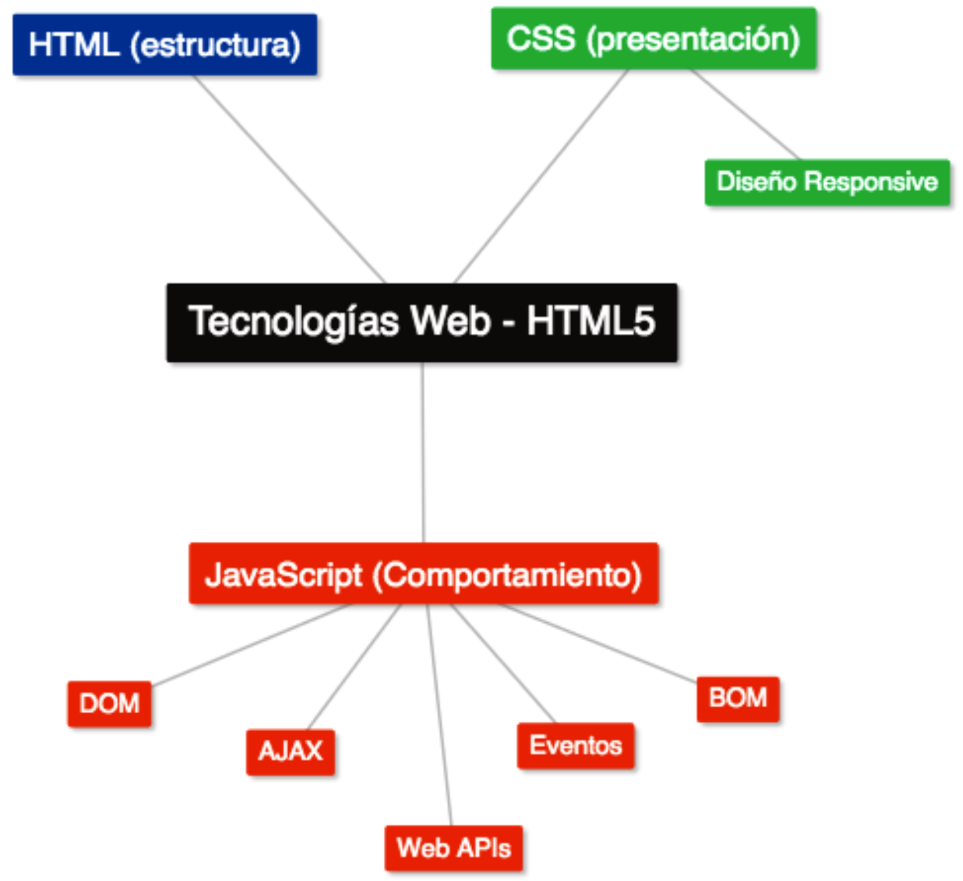 HTML (estructura)
CSS (presentación)
Diseño Responsive
Tecnologías Web - HTML5
JavaScript (Comportamiento)
DOM
AJAX
Web APIs
Eventos
BOM